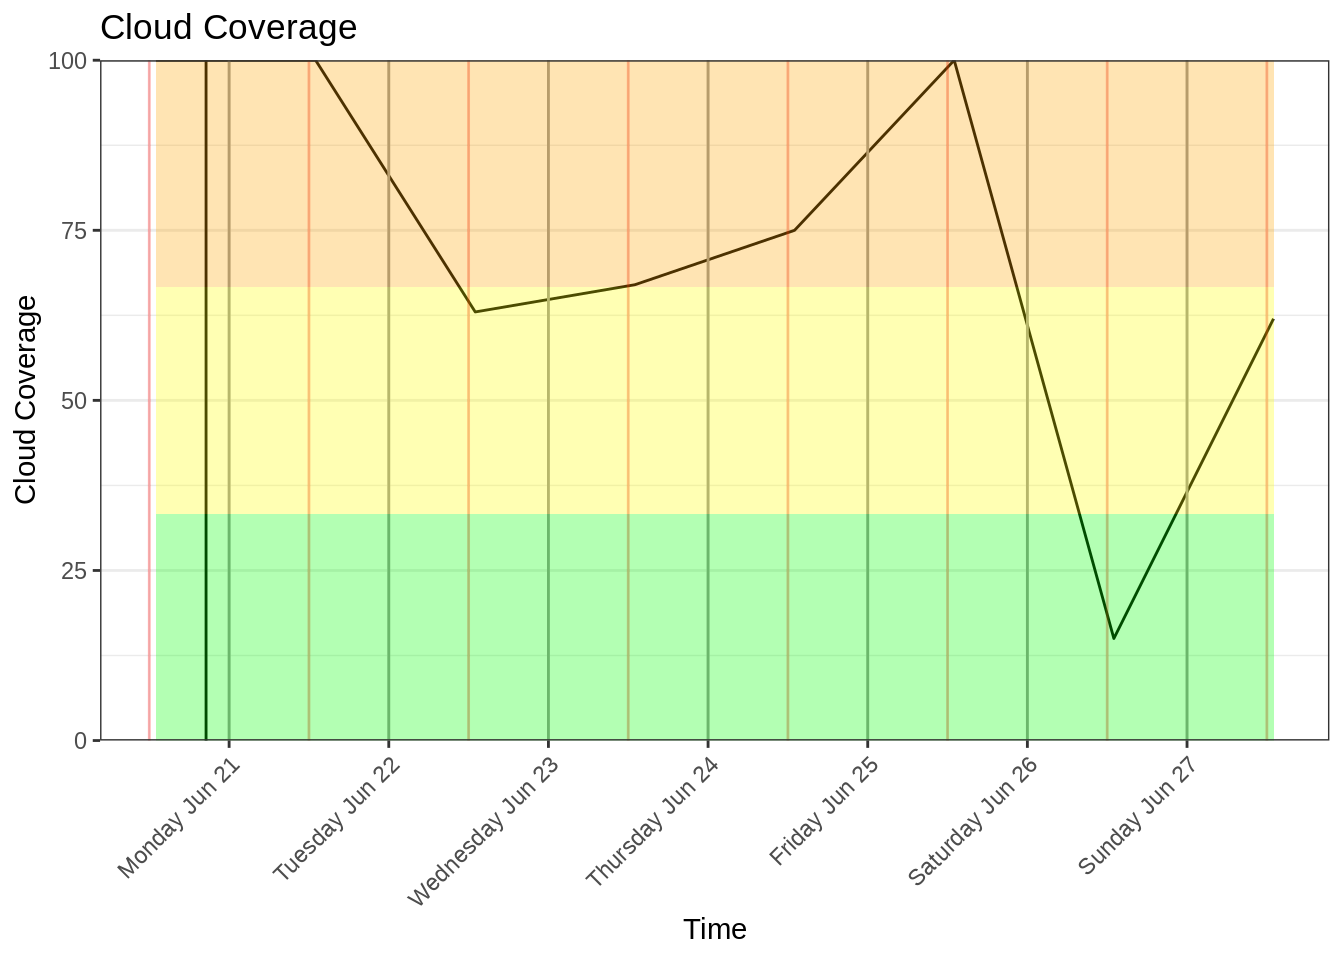 Cloud Coverage
100
75
50
25
0
Cloud Coverage
Monday Jun 21
Tuesday Jun 22
Wednesday Jun 23
Thursday Jun 24
Friday Jun 25
Saturday Jun 26
Sunday Jun 27
Time